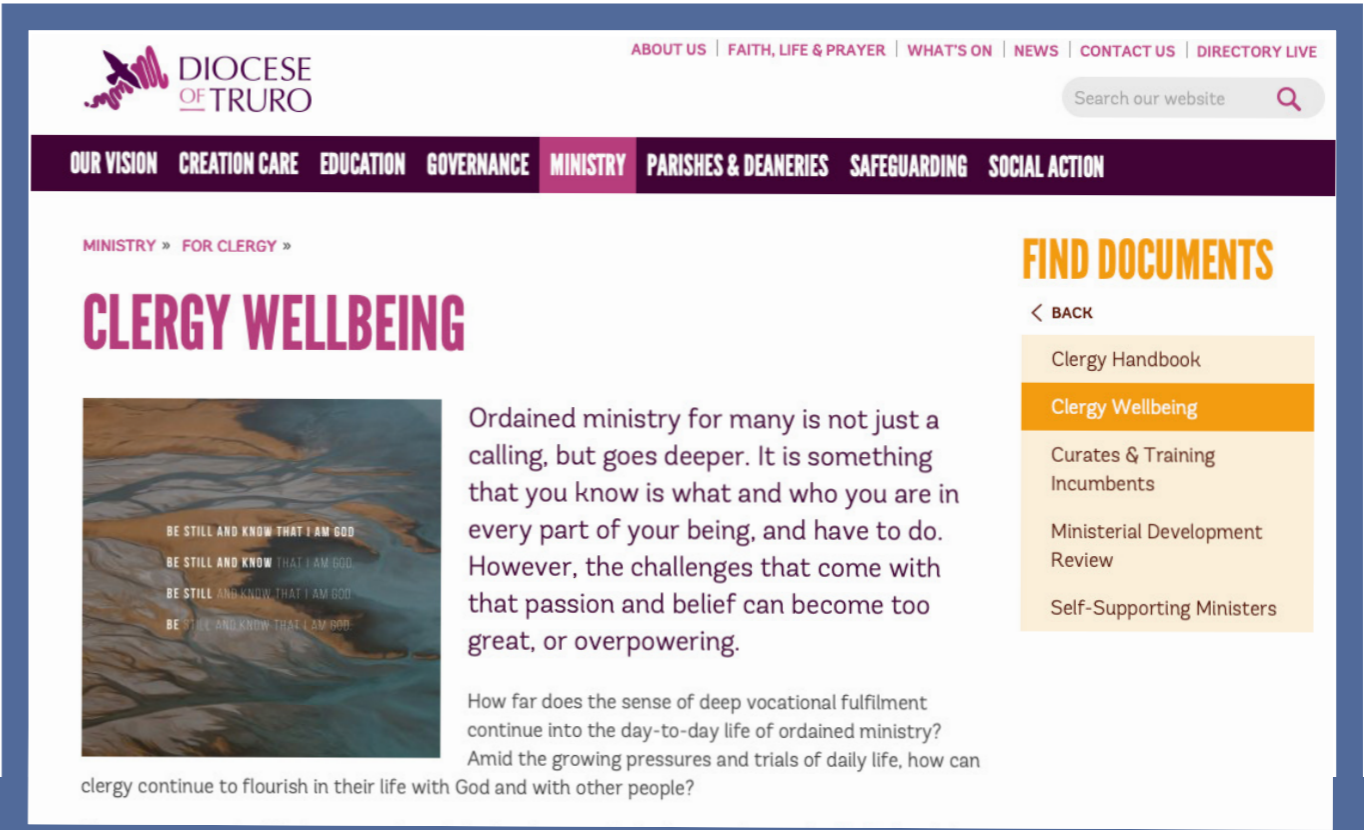 DIOCESE
OF TRURO
ABOUT US | FAITH, LIFE & PRAYER | WHAT'S ON | NEWS | CONTACT US | DIRECTORY LIVE
Search our website
OUR VISION CREATION CARE EDUCATION GOVERNANCE MINISTRY PARISHES & DEANERIES SAFEGUARDING SOCIAL ACTION
MINISTRY » FOR CLERGY »
CLERGY WELLBEING
BE STILL AND KNOW THAT I AM GOD
BE STILL AND KNOW THAT I AM GOD
BE STILL AND KNOW THAT I AM GOD
BE STILL AND KNOW THAT I AM GOD
Ordained ministry for many is not just a
calling, but goes deeper. It is something
that you know is what and who you are in
every part of your being, and have to do.
However, the challenges that come with
that passion and belief can become too
great, or overpowering.
How far does the sense of deep vocational fulfilment
continue into the day-to-day life of ordained ministry?
Amid the growing pressures and trials of daily life, how can
clergy continue to flourish in their life with God and with other people?
FIND DOCUMENTS
< BACK
Clergy Handbook
Clergy Wellbeing
Curates & Training
Incumbents
Ministerial Development
Review
Self-Supporting Ministers